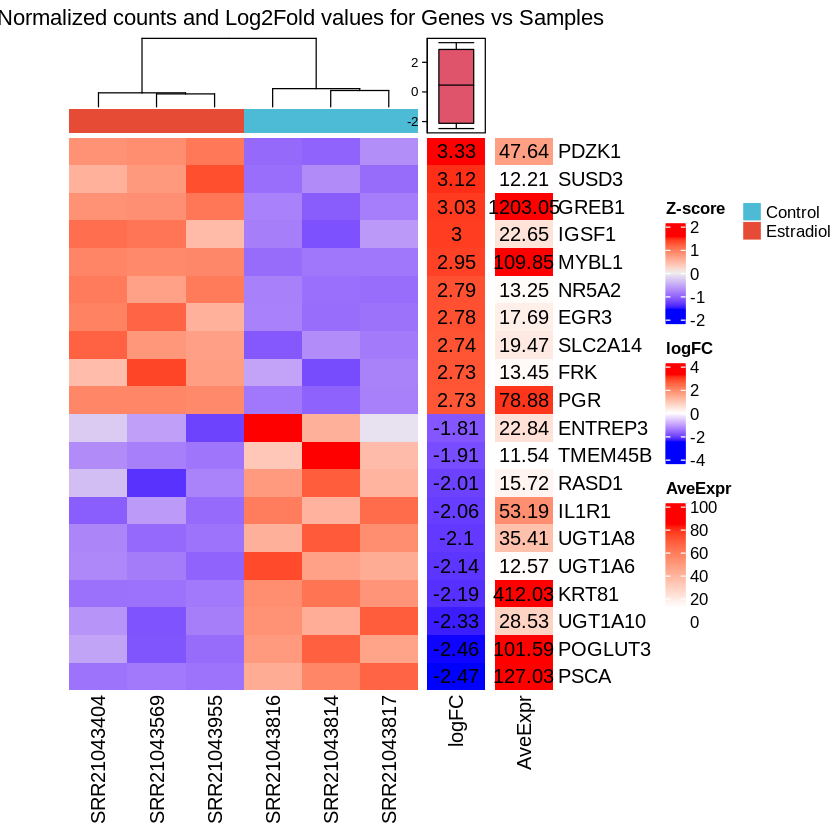 Normalized counts and Log2Fold values for Genes vs Samples
2
0
-2
3.33 47.64 PDZK1
3.12 12.21 SUSD3
3.03 1203.05 GREB1
3 22.65 IGSF1
2.95 109.85 MYBL1
2.79 13.25 NR5A2
2.78 17.69 EGR3
2.74 19.47 SLC2A14
2.73 13.45 FRK
2.73 78.88 PGR
-1.81 22.84 ENTREP3
-1.91 11.54 TMEM45B
-2.01 15.72 RASD1
-2.06 53.19 IL1R1
-2.1 35.41 UGT1A8
-2.14 12.57 UGT1A6
-2.19 412.03 KRT81
-2.33 28.53 UGT1A10
-2.46 101.59 POGLUT3
-2.47 127.03 PSCA
SRR21043404
SRR21043569
SRR21043955
SRR21043816
SRR21043814
SRR21043817
logFC
AveExpr
Z-score
2
1
0
-1
-2
logFC
4
2
0
-2
-4
AveExpr
100
80
60
40
20
0
Control
Estradiol